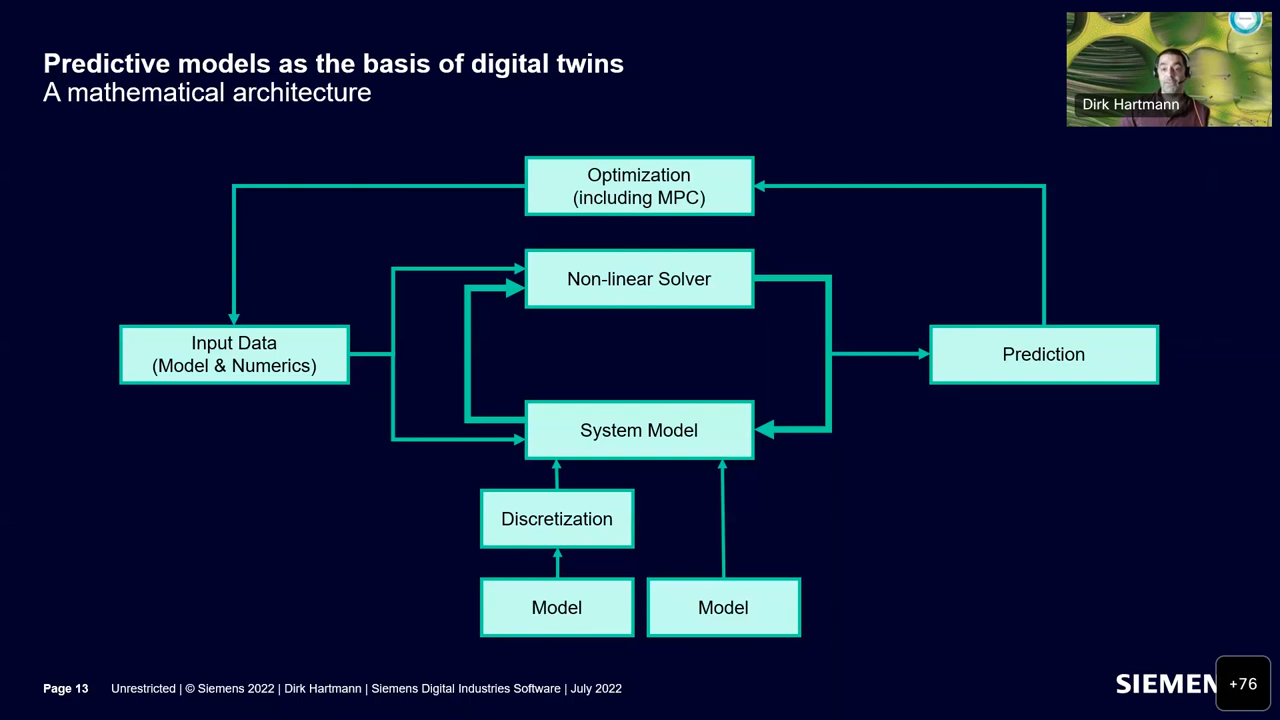 Predictive models as the basis of digital twins
A mathematical architecture
Dirk Hartmann
Optimization
(including MPC)
Non-linear Solver
Input Data
(Model & Numerics)
Prediction
System Model
Discretization
Model
Model
Page 13
Unrestricted | © Siemens 2022 | Dirk Hartmann | Siemens Digital Industries Software | July 2022
SIEMEN
+76